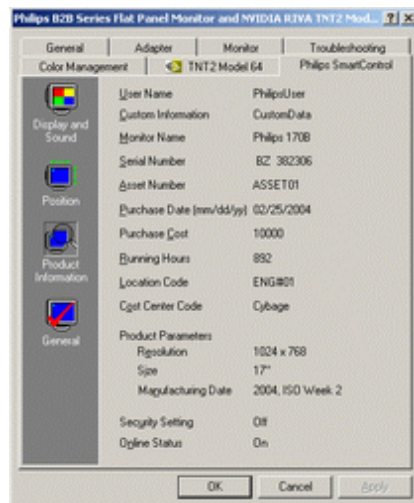 Philips B2B Series Flat Panel Monitor and NVIDIA RIVA TNT2 Mod...
General Adapter Monitor Troubleshooting
Color Management TNT2 Model 64 Philips SmartControl
Display and Sound
Position
Product Information
General
User Name PhilipsUser
Custom Information CustomData
Monitor Name Philips 170B
Serial Number BZ 382306
Asset Number ASSET01
Purchase Date (mm/dd/yy) 02/25/2004
Purchase Cost 10000
Running Hours 892
Location Code ENG#01
Cost Center Code Cybage
Product Parameters
Resolution 1024 x 768
Size 17"
Manufacturing Date 2004, ISO Week 2
Security Setting Off
Online Status On
OK Cancel Apply